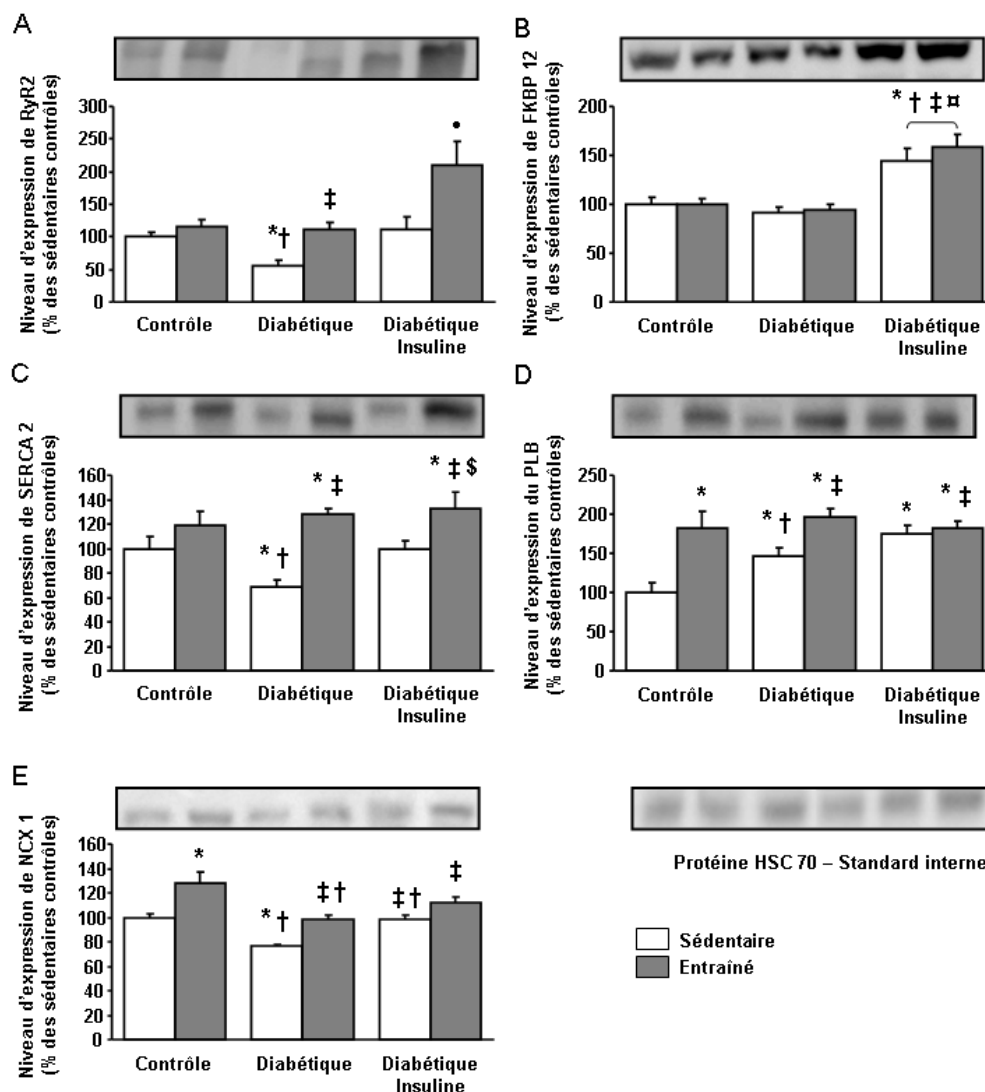 A
Niveau d'expression de RyR2
(% des sédentaires contrôles)
300
250
200
150
100
50
0
*†
‡
•
Contrôle
Diabétique
Diabétique
Insuline
B
Niveau d'expression de FKBP 12
(% des sédentaires contrôles)
200
150
100
50
0
* † ‡ ¤
Contrôle
Diabétique
Diabétique
Insuline
C
Niveau d'expression de SERCA 2
(% des sédentaires contrôles)
160
140
120
100
80
60
40
20
0
* †
* ‡
* ‡ $
Contrôle
Diabétique
Diabétique
Insuline
D
Niveau d'expression du PLB
(% des sédentaires contrôles)
250
200
150
100
50
0
*
* †
* ‡
*
* ‡
Contrôle
Diabétique
Diabétique
Insuline
E
Niveau d'expression de NCX 1
(% des sédentaires contrôles)
160
140
120
100
80
60
40
20
0
*
* †
‡ †
‡ †
‡
Contrôle
Diabétique
Diabétique
Insuline
Protéine HSC 70 – Standard interne
Sédentaire
Entraîné